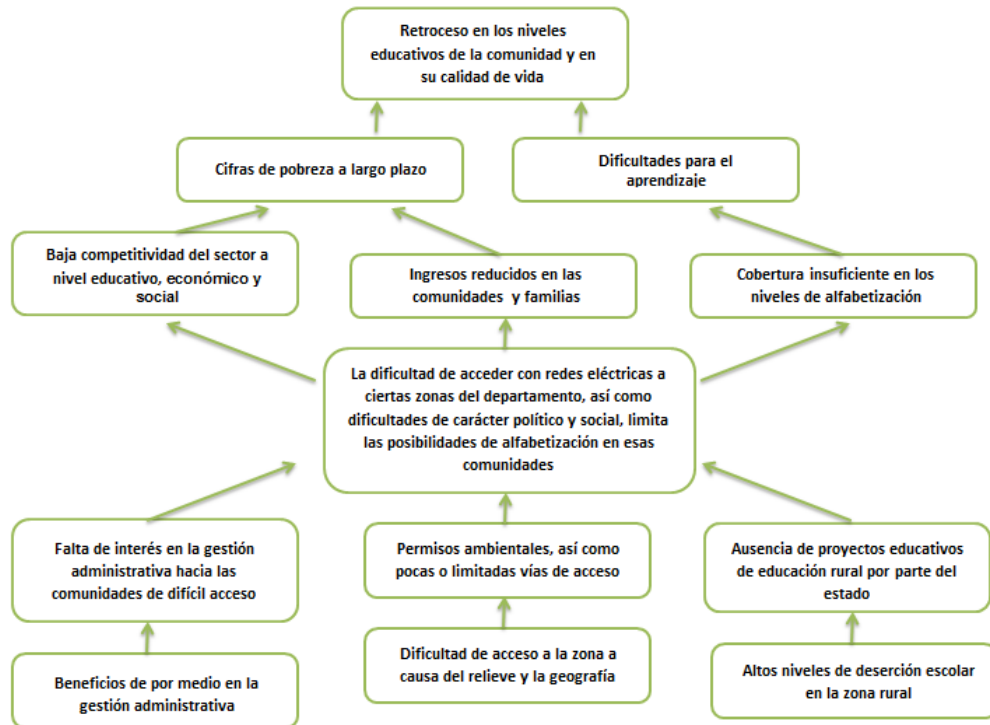 Retroceso en los niveles
educativos de la comunidad y en
su calidad de vida
Cifras de pobreza a largo plazo
Dificultades para el
aprendizaje
Baja competitividad del sector a
nivel educativo, económico y
social
Ingresos reducidos en las
comunidades y familias
Cobertura insuficiente en los
niveles de alfabetización
La dificultad de acceder con redes eléctricas a
ciertas zonas del departamento, así como
dificultades de carácter político y social, limita
las posibilidades de alfabetización en esas
comunidades
Falta de interés en la gestión
administrativa hacia las
comunidades de difícil acceso
Permisos ambientales, así como
pocas o limitadas vías de acceso
Ausencia de proyectos educativos
de educación rural por parte del
estado
Beneficios de por medio en la
gestión administrativa
Dificultad de acceso a la zona a
causa del relieve y la geografía
Altos niveles de deserción escolar
en la zona rural